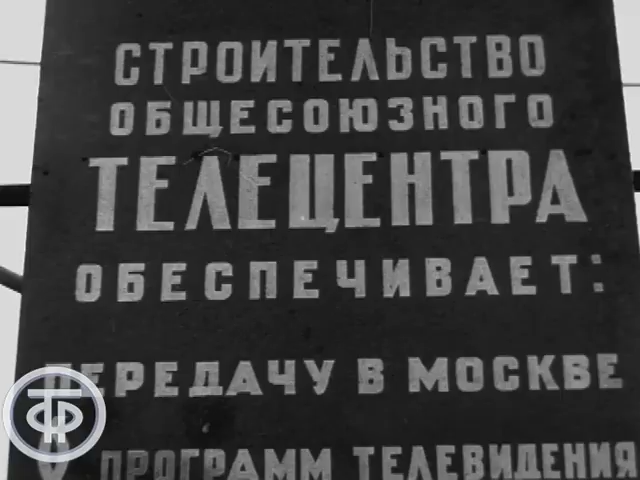 СТРОИТЕЛЬСТВО
ОБЩЕСОЮЗНОГО
ТЕЛЕЦЕНТРА
ОБЕСПЕЧИВАЕТ:
ПЕРЕДАЧУ В МОСКВЕ
ПРОГРАММ ТЕЛЕВИДЕНИЯ